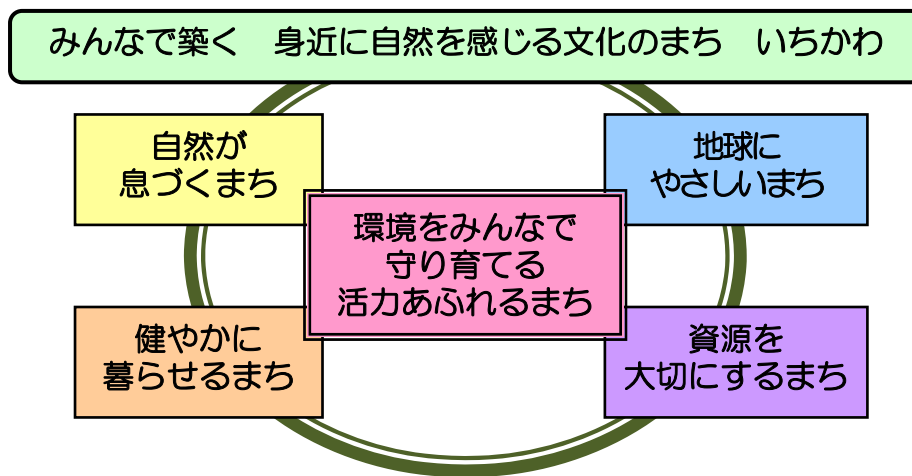 みんなで築く　身近に自然を感じる文化のまち　いちかわ
自然が
息づくまち
地球に
やさしいまち
環境をみんなで
守り育てる
活力あふれるまち
健やかに
暮らせるまち
資源を
大切にするまち